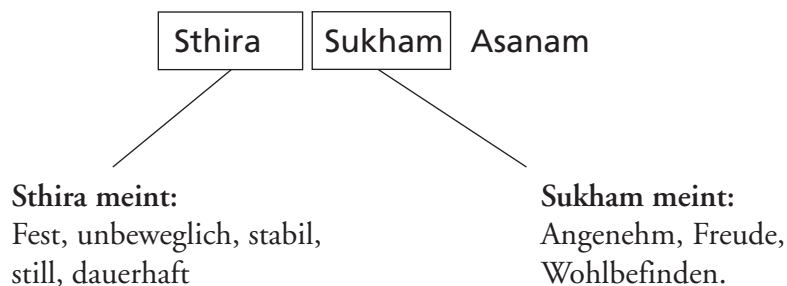 Sthira Sukham Asanam
Sthira meint:
Fest, unbeweglich, stabil,
still, dauerhaft
Sukham meint:
Angenehm, Freude,
Wohlbefinden.